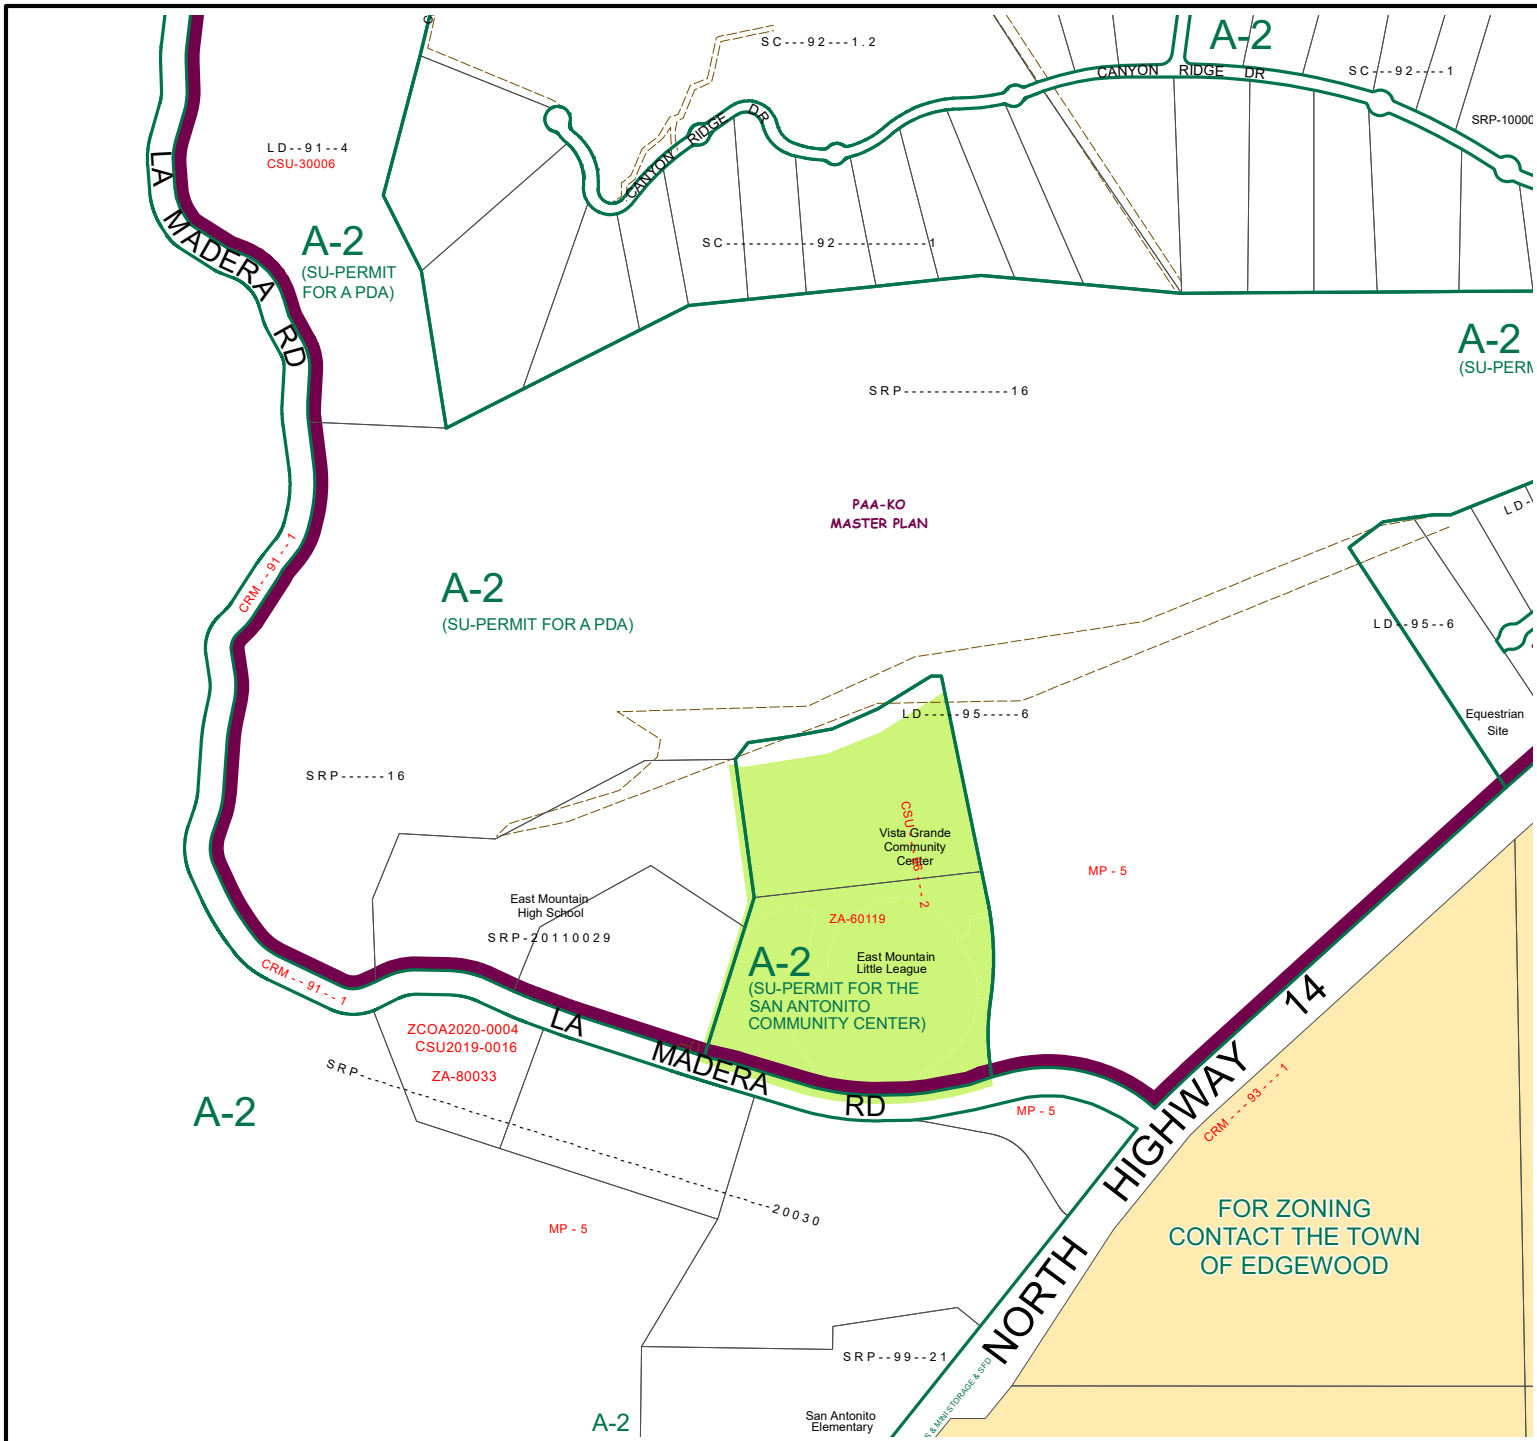 SC---92---1.2
A-2
CANYON RIDGE DR
SC---92----1
SRP-10000
LD--91--4
CSU-30006
CANYON RIDGE DR
LA MADERA RD
A-2
(SU-PERMIT
FOR A PDA)
SC-----------92-----------1
A-2
(SU-PERM
SRP-------------16
PAA-KO
MASTER PLAN
LD-
CRM---91---1
A-2
(SU-PERMIT FOR A PDA)
LD--95--6
LD-----95----6
Equestrian
Site
SRP------16
CSU----96----2
Vista Grande
Community
Center
MP - 5
East Mountain
High School
SRP-20110029
ZA-60119
A-2
(SU-PERMIT FOR THE
SAN ANTONITO
COMMUNITY CENTER)
East Mountain
Little League
CRM---91---1
ZCOA2020-0004
CSU2019-0016
ZA-80033
LA MADERA RD
MP - 5
NORTH HIGHWAY 14
CRM----93----1
SRP-------------------------------20030
A-2
MP - 5
FOR ZONING
CONTACT THE TOWN
OF EDGEWOOD
SRP--99--21
S & MINI STORAGE & SFD
A-2
San Antonito
Elementary